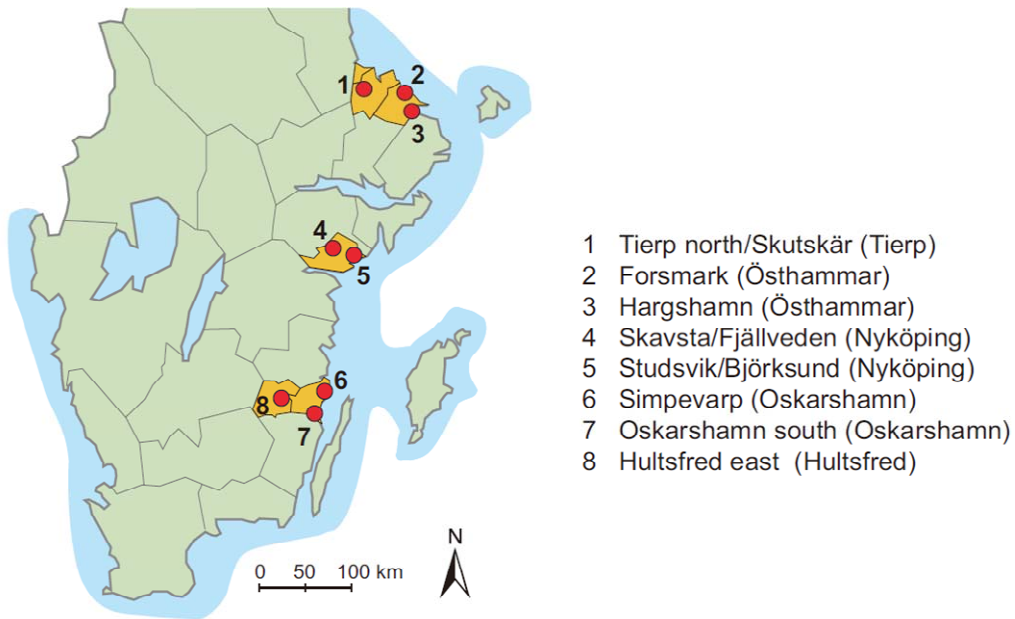 1
2
3
4
5
6
8
7
1 Tierp north/Skutskär (Tierp)
2 Forsmark (Östhammar)
3 Hargshamn (Östhammar)
4 Skavsta/Fjällveden (Nyköping)
5 Studsvik/Björksund (Nyköping)
6 Simpevarp (Oskarshamn)
7 Oskarshamn south (Oskarshamn)
8 Hultsfred east (Hultsfred)
N
0 50 100 km